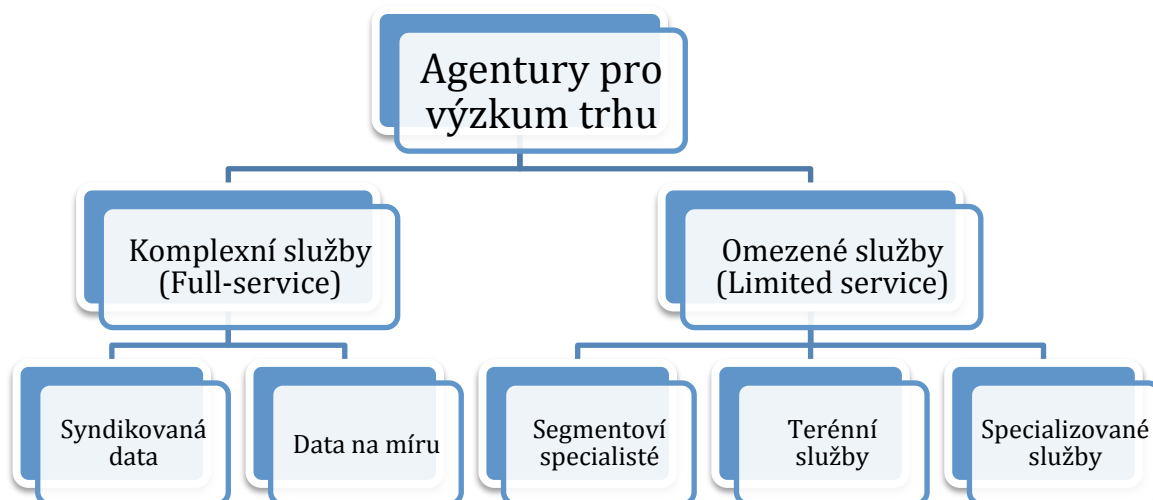 Agentury pro
výzkum trhu
Komplexní služby
(Full-service)
Omezené služby
(Limited service)
Syndikovaná
data
Data na míru
Segmentoví
specialisté
Terénní
služby
Specializované
služby